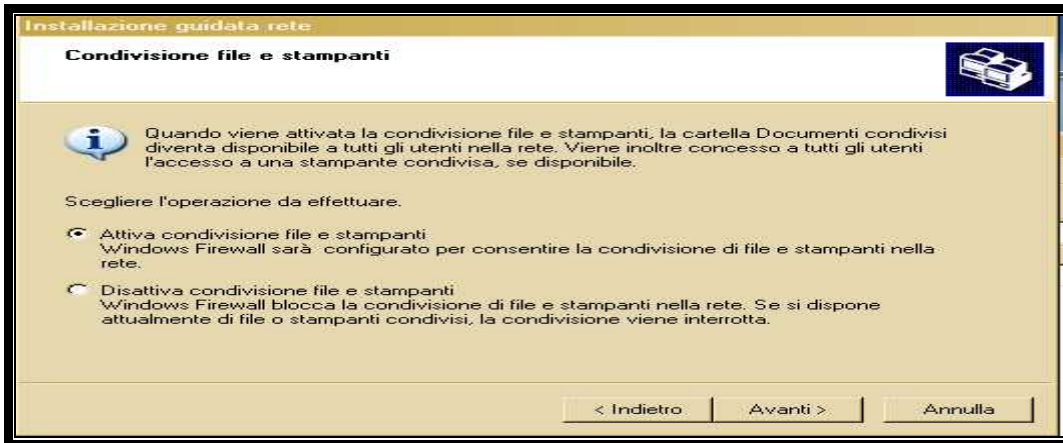 Installazione guidata rete
Condivisione file e stampanti
Quando viene attivata la condivisione file e stampanti, la cartella Documenti condivisi
diventa disponibile a tutti gli utenti nella rete. Viene inoltre concesso a tutti gli utenti
l'accesso a una stampante condivisa, se disponibile.
Scegliere l'operazione da effettuare.
Attiva condivisione file e stampanti
Windows Firewall sarà configurato per consentire la condivisione di file e stampanti nella
rete.
Disattiva condivisione file e stampanti
Windows Firewall blocca la condivisione di file e stampanti nella rete. Se si dispone
attualmente di file o stampanti condivisi, la condivisione viene interrotta.
< Indietro Avanti > Annulla